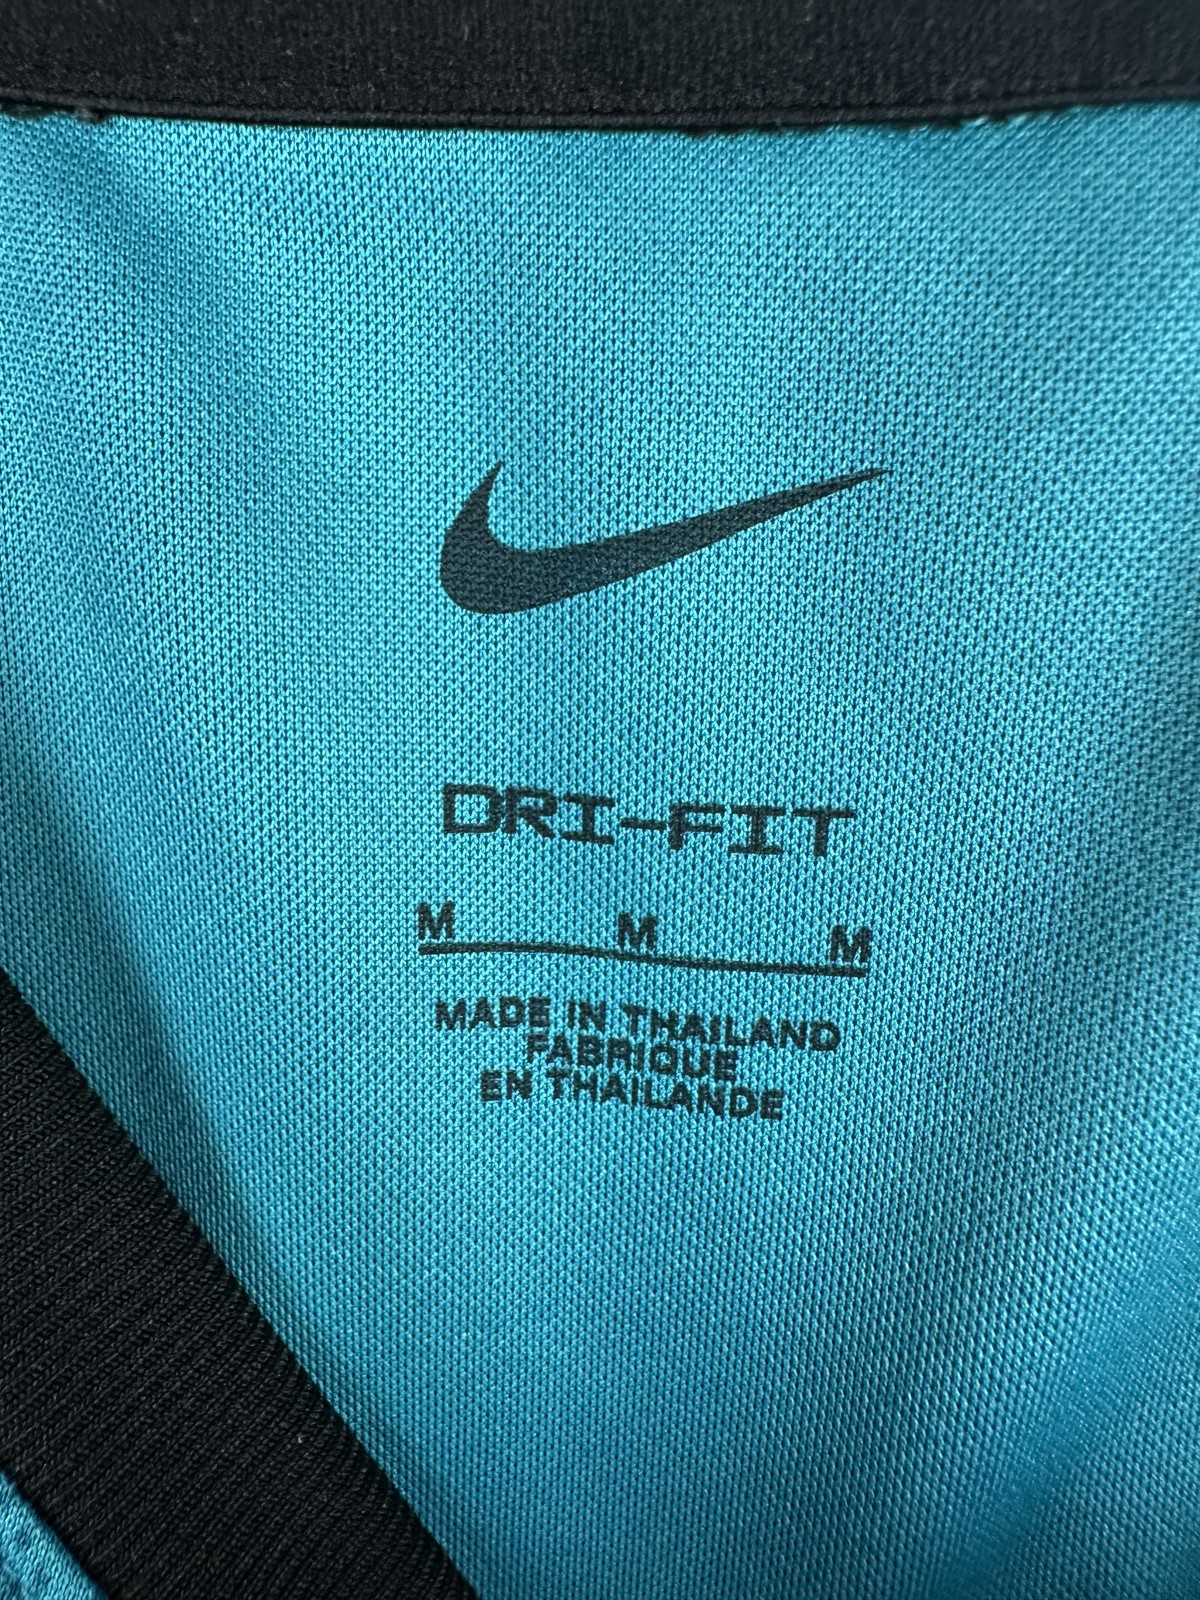 DRI-FIT
M M M
MADE IN THAILAND
FABRIQUE
EN THAILANDE